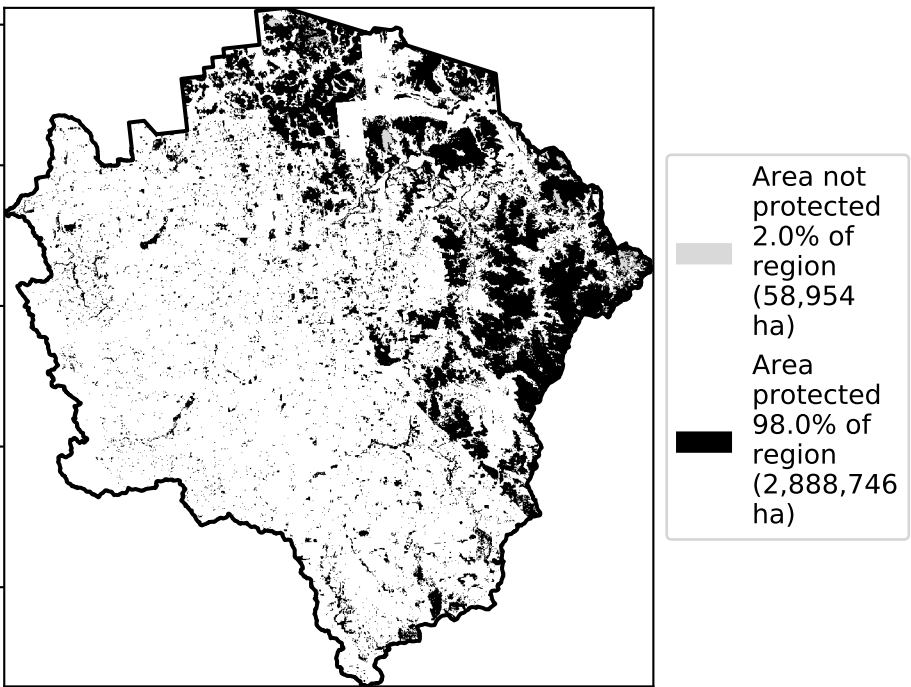 Area not
protected
2.0% of
region
(58,954
ha)
Area
protected
98.0% of
region
(2,888,746
ha)